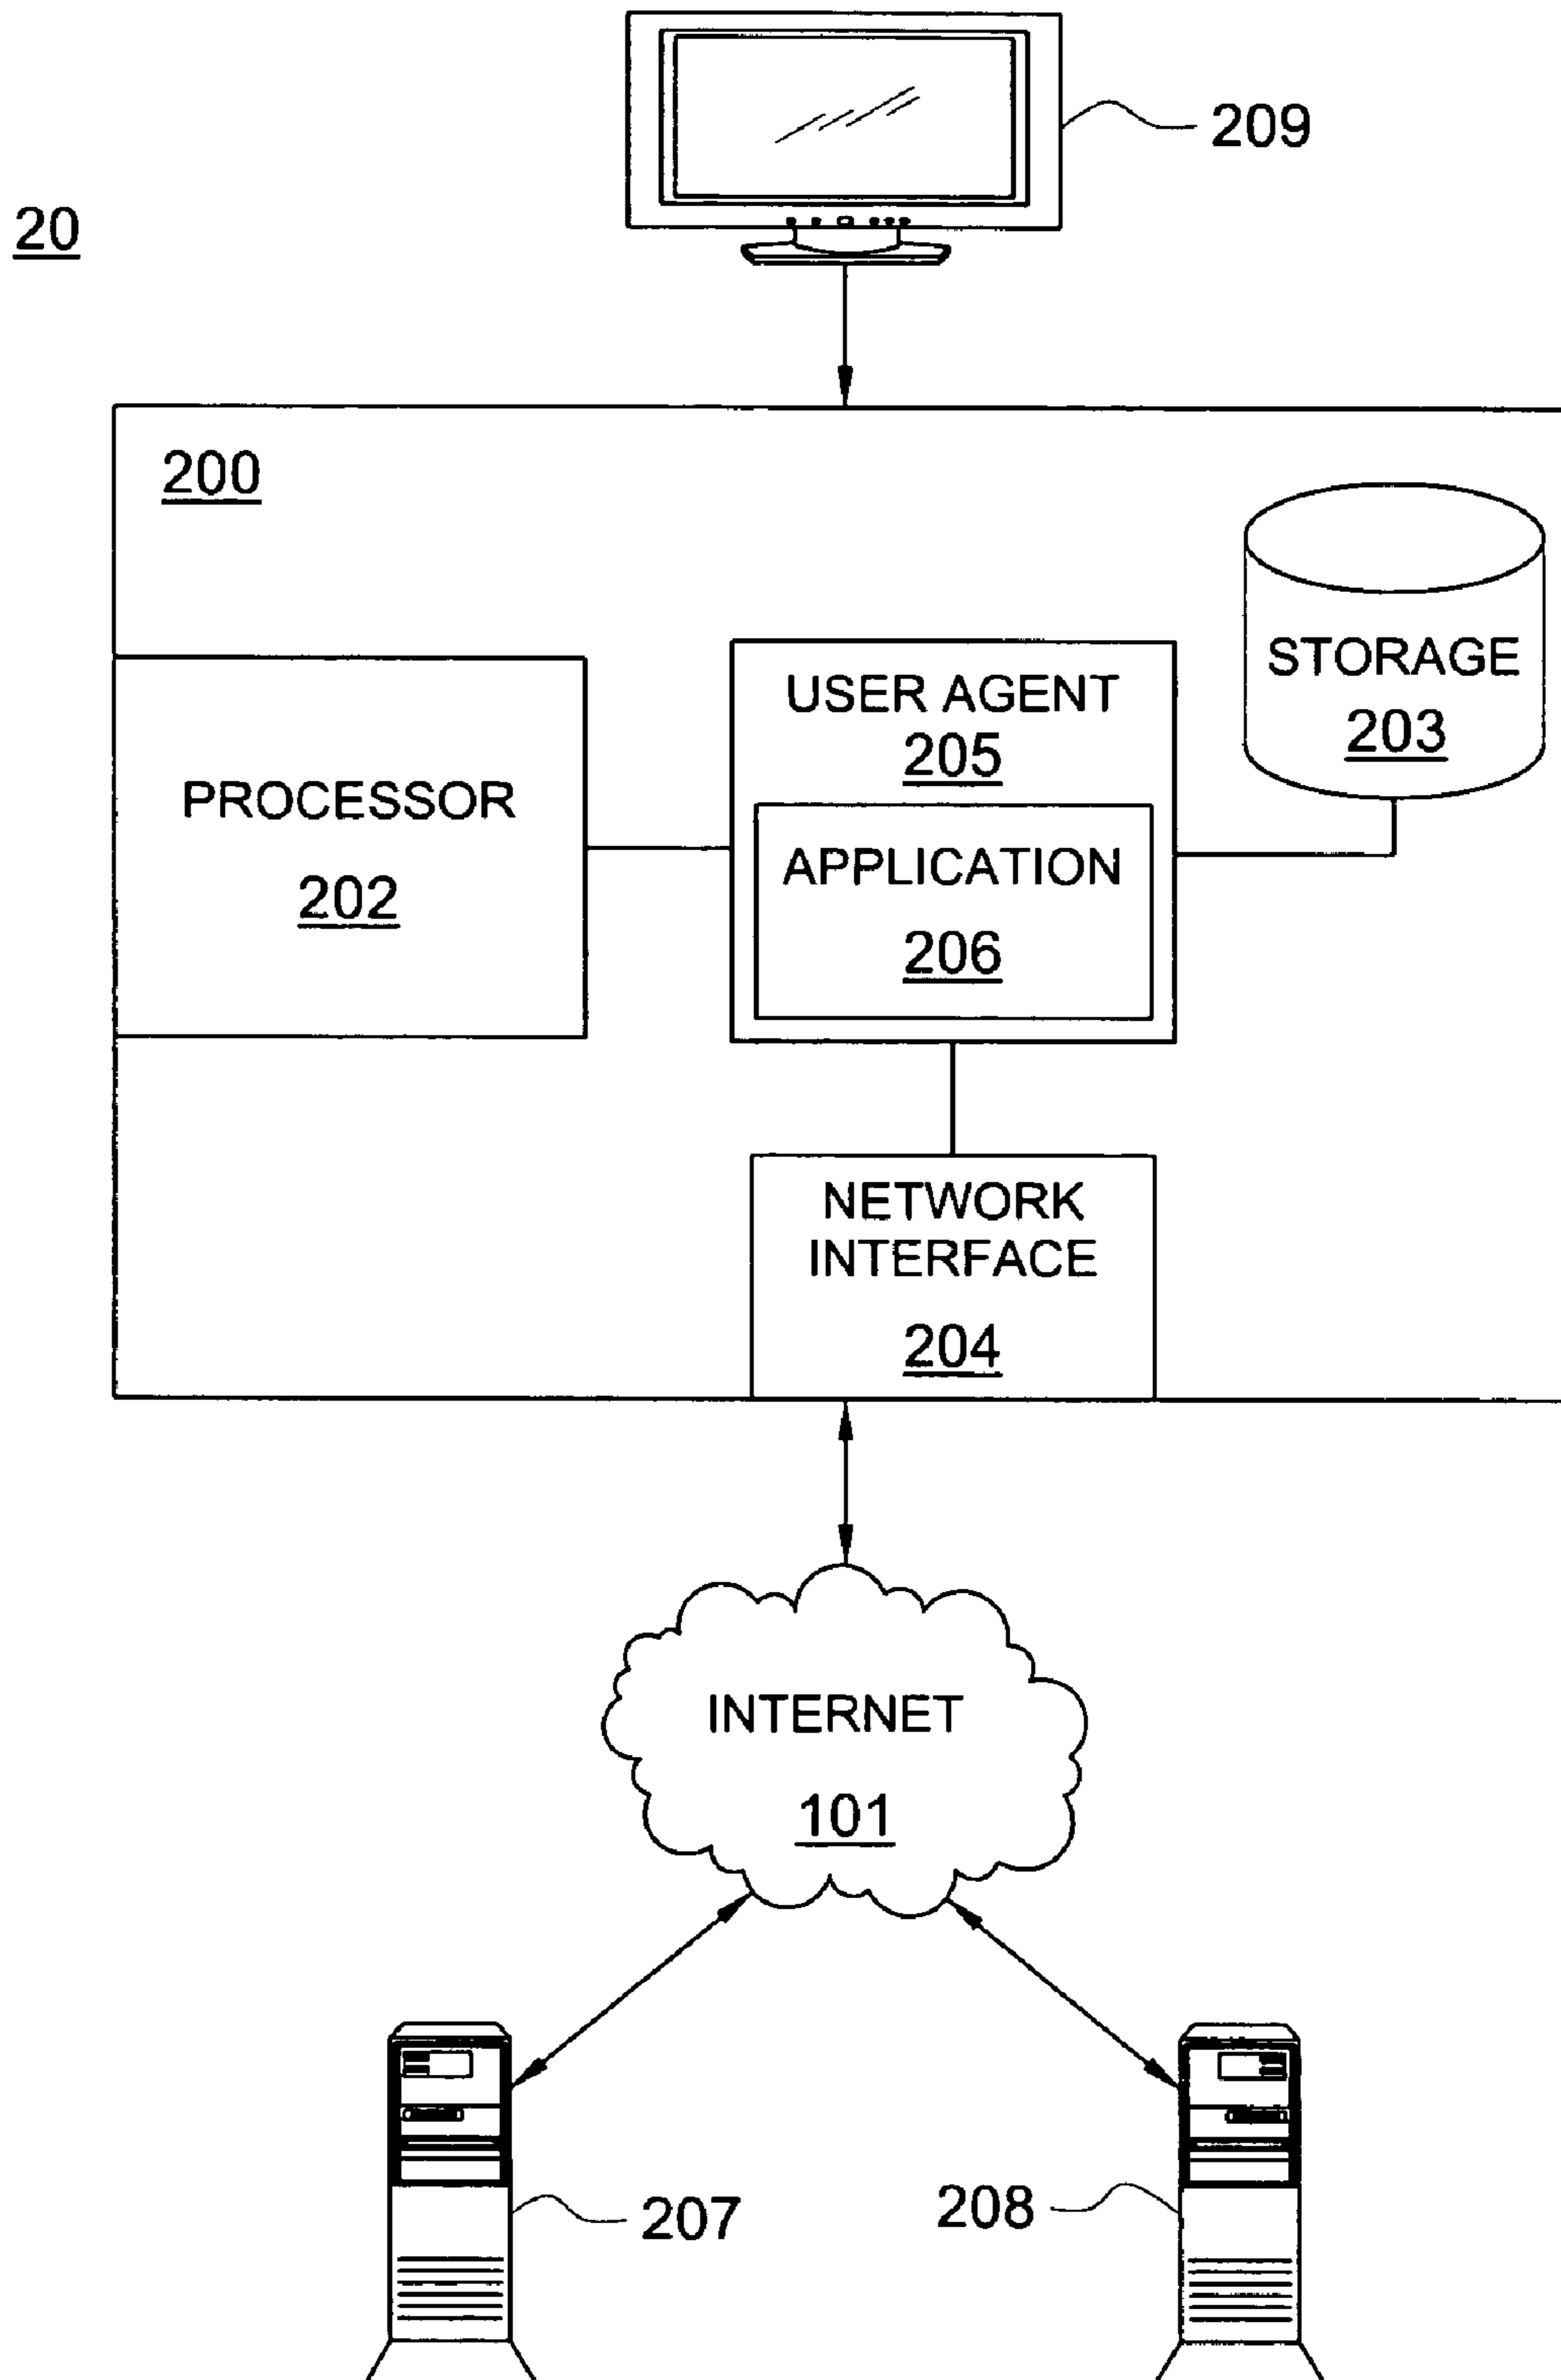 209
20
200
STORAGE
203
USER AGENT
205
PROCESSOR
202
APPLICATION
206
NETWORK
INTERFACE
204
INTERNET
101
207
208